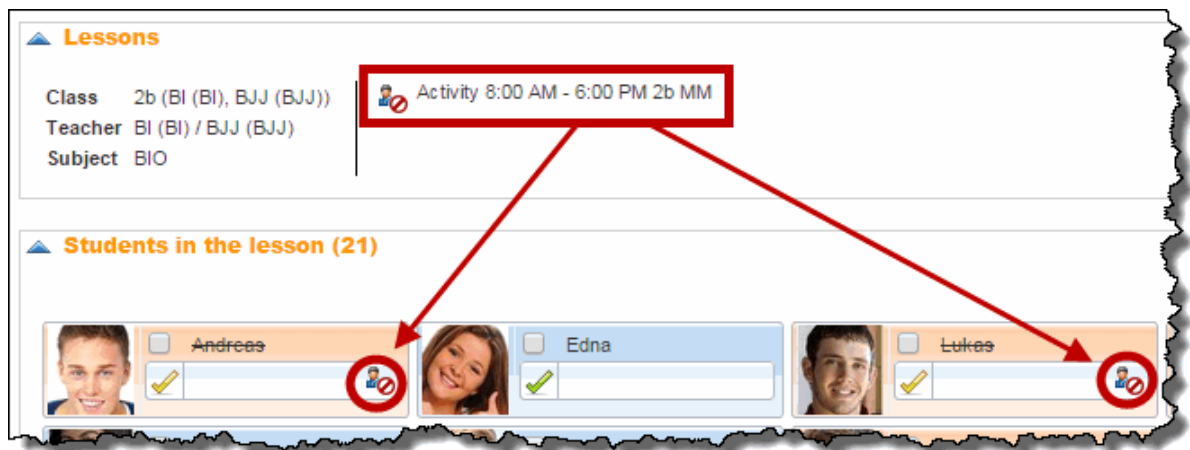 Lessons
Class 2b (BI (BI), BJJ (BJJ))
Teacher BI (BI) / BJJ (BJJ)
Subject BIO
Activity 8:00 AM - 6:00 PM 2b MM
Students in the lesson (21)
Andreas
Edna
Lukas